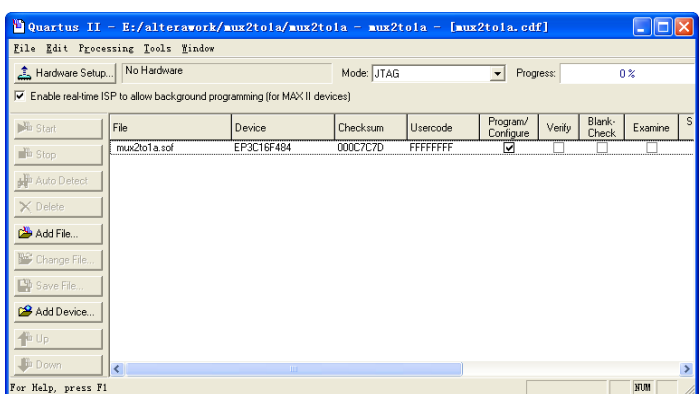 Quartus II - E:/alterawork/mux2to1a/mux2to1a - mux2to1a - [mux2to1a.cdf]
File Edit Processing Tools Window
Hardware Setup... No Hardware Mode: JTAG Progress: 0 %
Enable real-time ISP to allow background programming (for MAX II devices)
Start
Stop
Auto Detect
Delete
Add File...
Change File...
Save File...
Add Device...
Up
Down
File Device Checksum Usercode Program/ Configure Verify Blank- Check Examine S
mux2to1a.sof EP3C16F484 000C7C7D FFFFFFFF
For Help, press F1 NUM